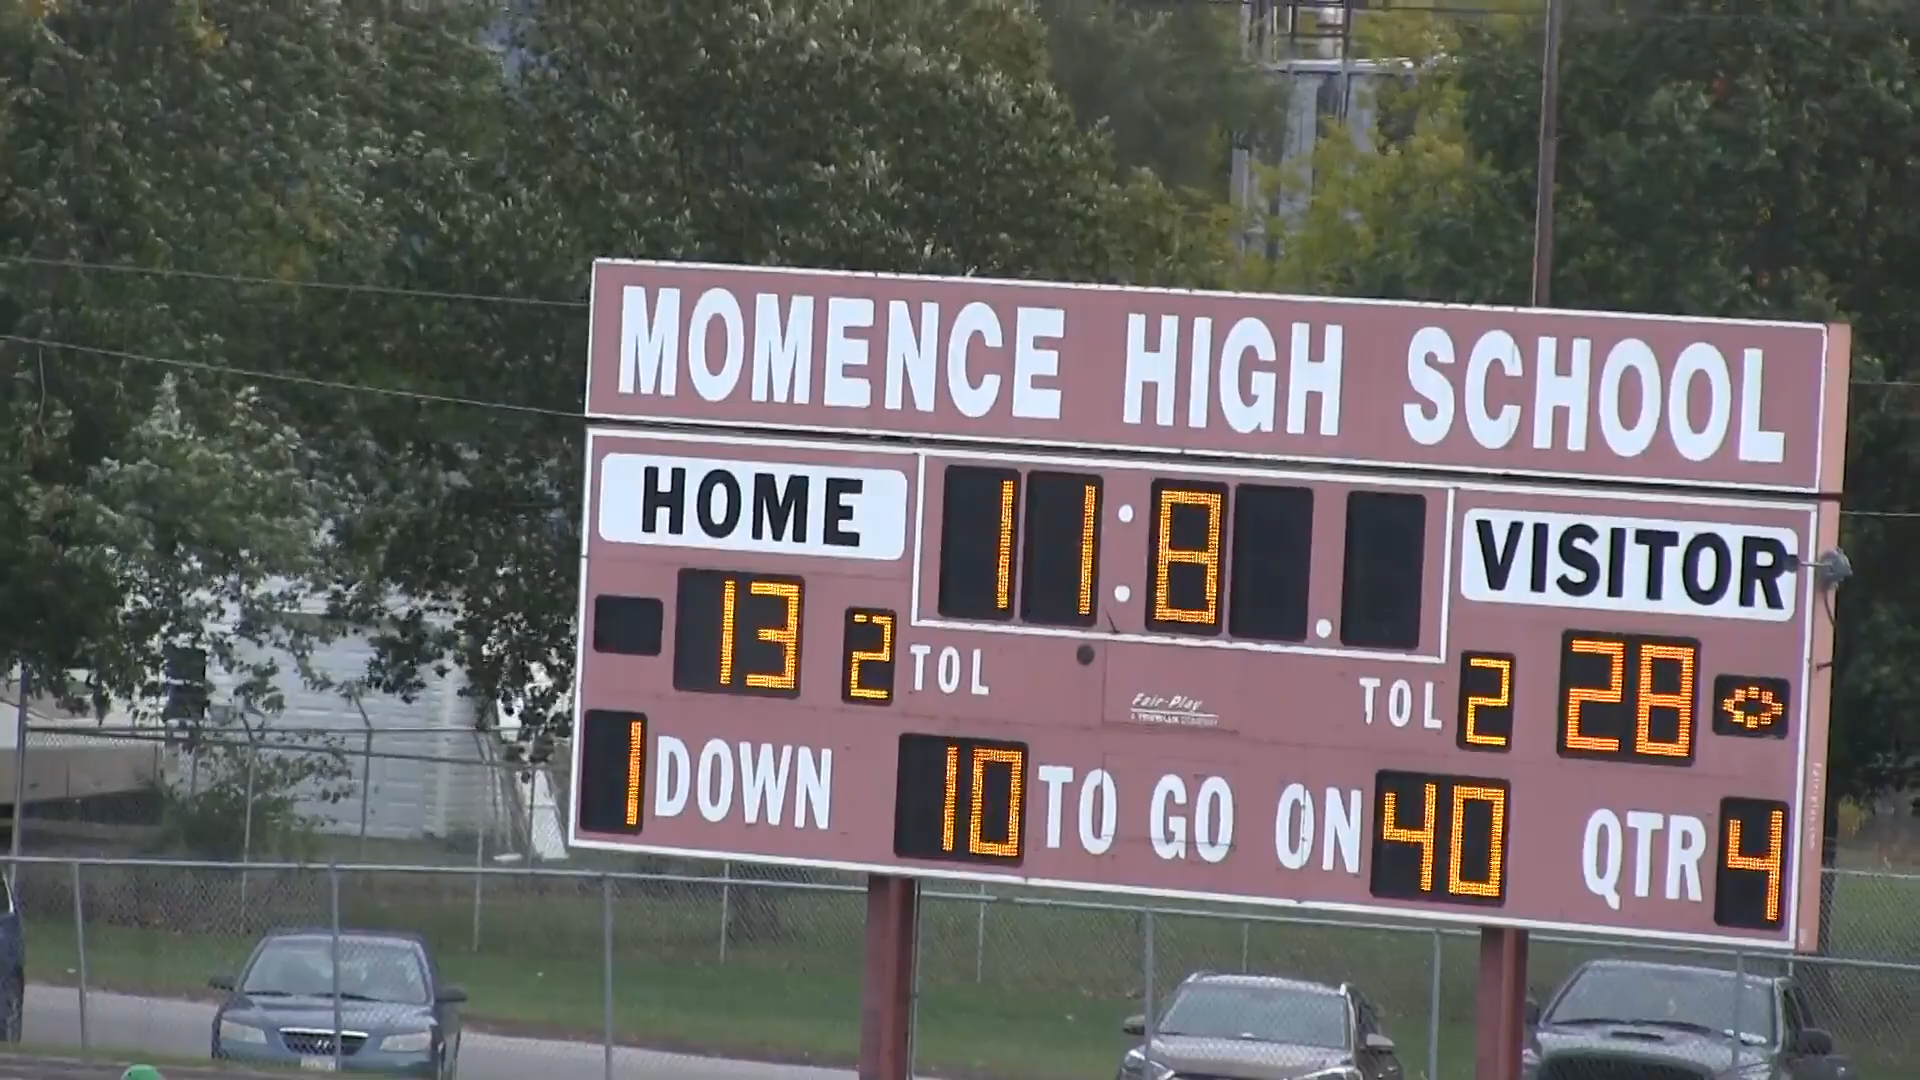 MOMENCE HIGH SCHOOL
HOME 11:8 . VISITOR
13 2 TOL TOL 2 28
Fair-Play
1 DOWN 10 TO GO ON 40 QTR 4